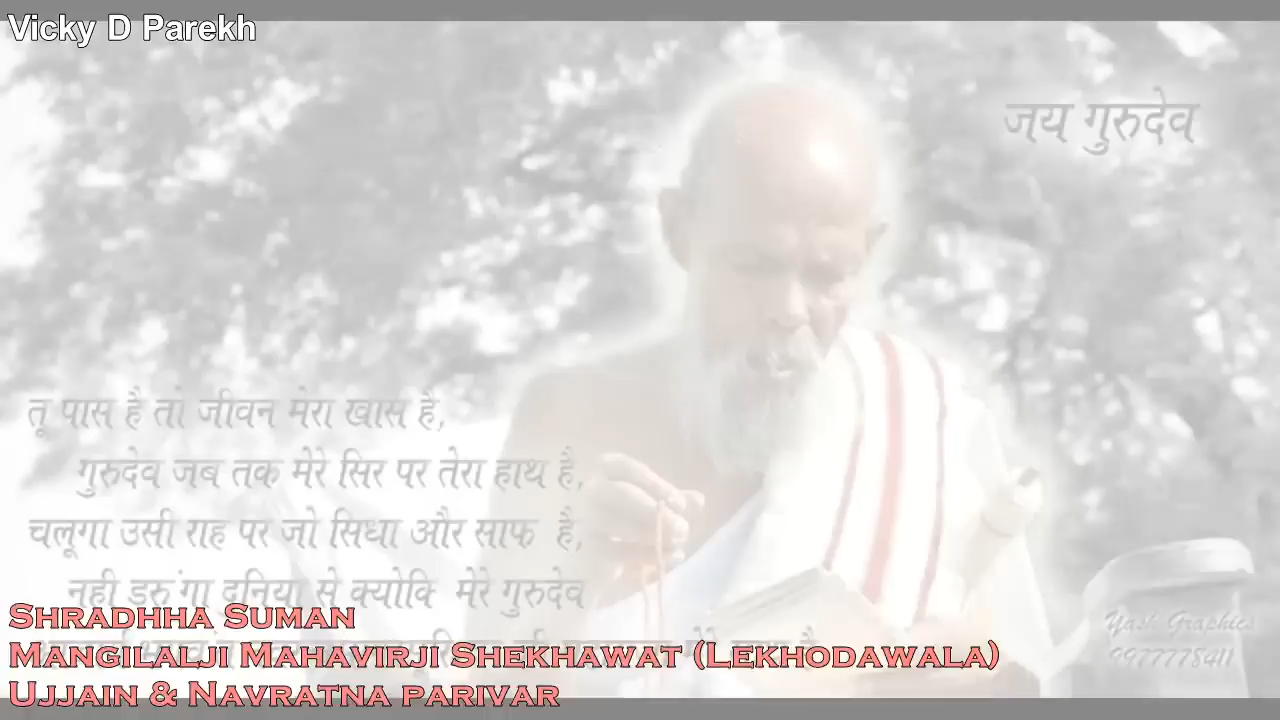 Vicky D Parekh
जय गुरुदेव
तू पास है तो जीवन मेरा खास है,
गुरुदेव जब तक मेरे सिर पर तेरा हाथ है,
चलूगा उसी राह पर जो सिधा और साफ है,
नही डरुंगा दुनिया से क्योकि मेरे गुरुदेव
SHRADHHA SUMAN
MANGILALJI MAHAVIRJI SHEKHAWAT (LEKHODAWALA)
UJJAIN & NAVRATNA PARIVAR
Yash Graphics
9977778411